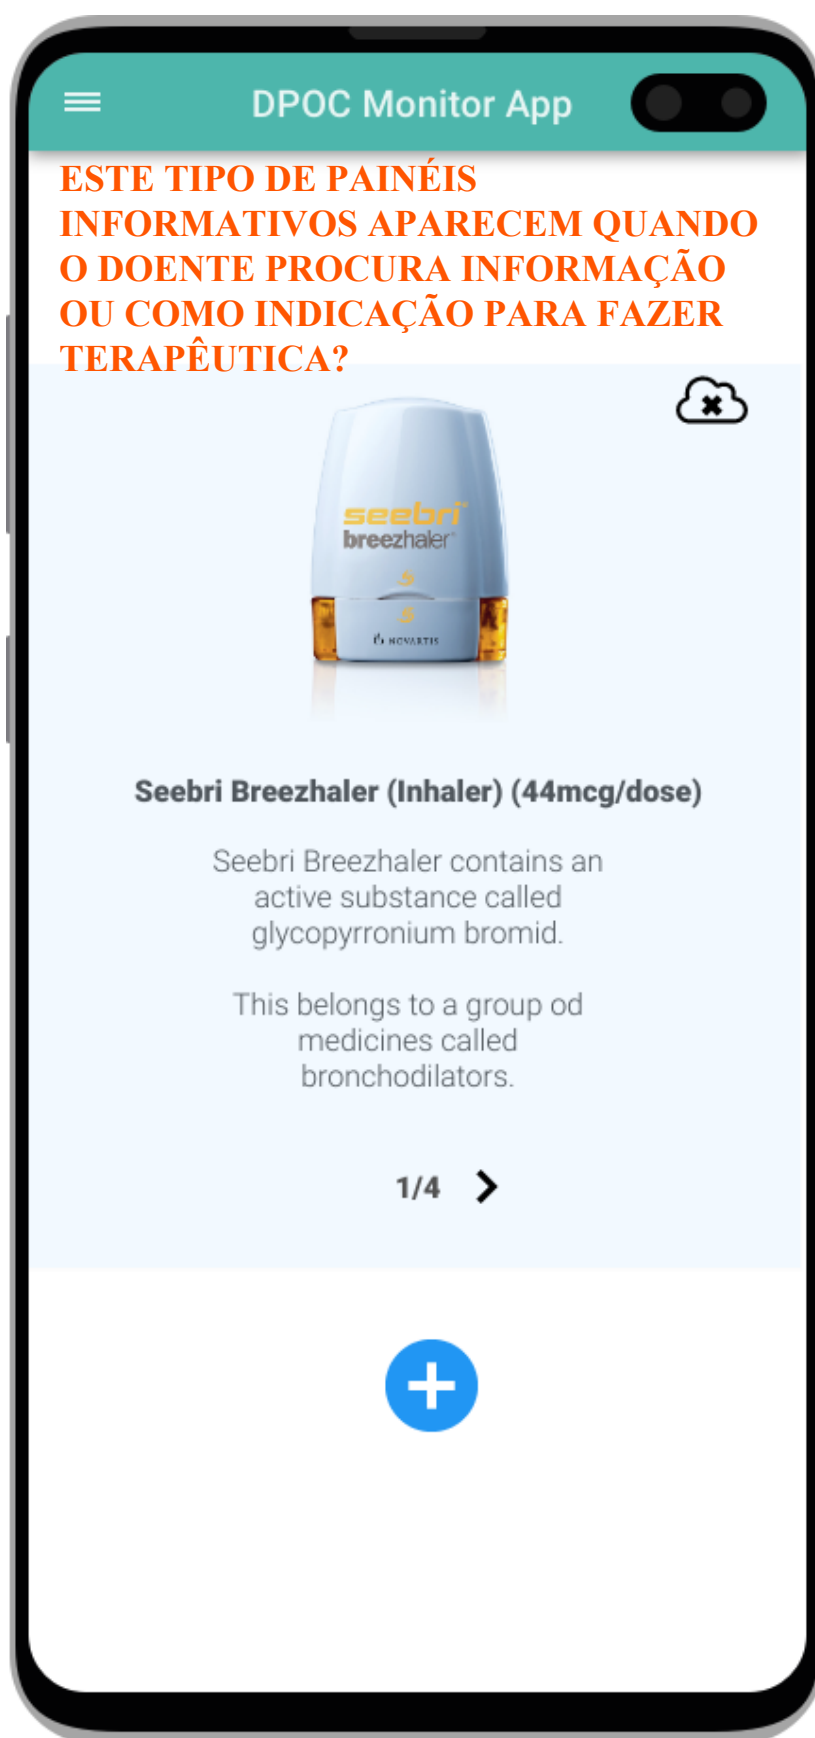 DPOC Monitor App
ESTE TIPO DE PAINÉIS
INFORMATIVOS APARECEM QUANDO
O DOENTE PROCURA INFORMAÇÃO
OU COMO INDICAÇÃO PARA FAZER
TERAPÊUTICA?
seebri®
breezhaler®
NOVARTIS
Seebri Breezhaler (Inhaler) (44mcg/dose)
Seebri Breezhaler contains an
active substance called
glycopyrronium bromid.
This belongs to a group od
medicines called
bronchodilators.
1/4